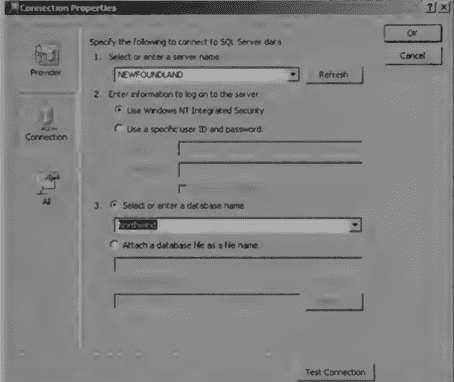 Connection Properties
? X
Specify the following to connect to SQL Server data
1. Select or enter a server name
NEWFOUNDLAND
Refresh
2. Enter information to log on to the server
Use Windows NT Integrated Security
Use a specific user ID and password.
3. Select or enter a database name
Northwind
Attach a database file as a file name:
Provider
Connection
All
OK
Cancel
Test Connection